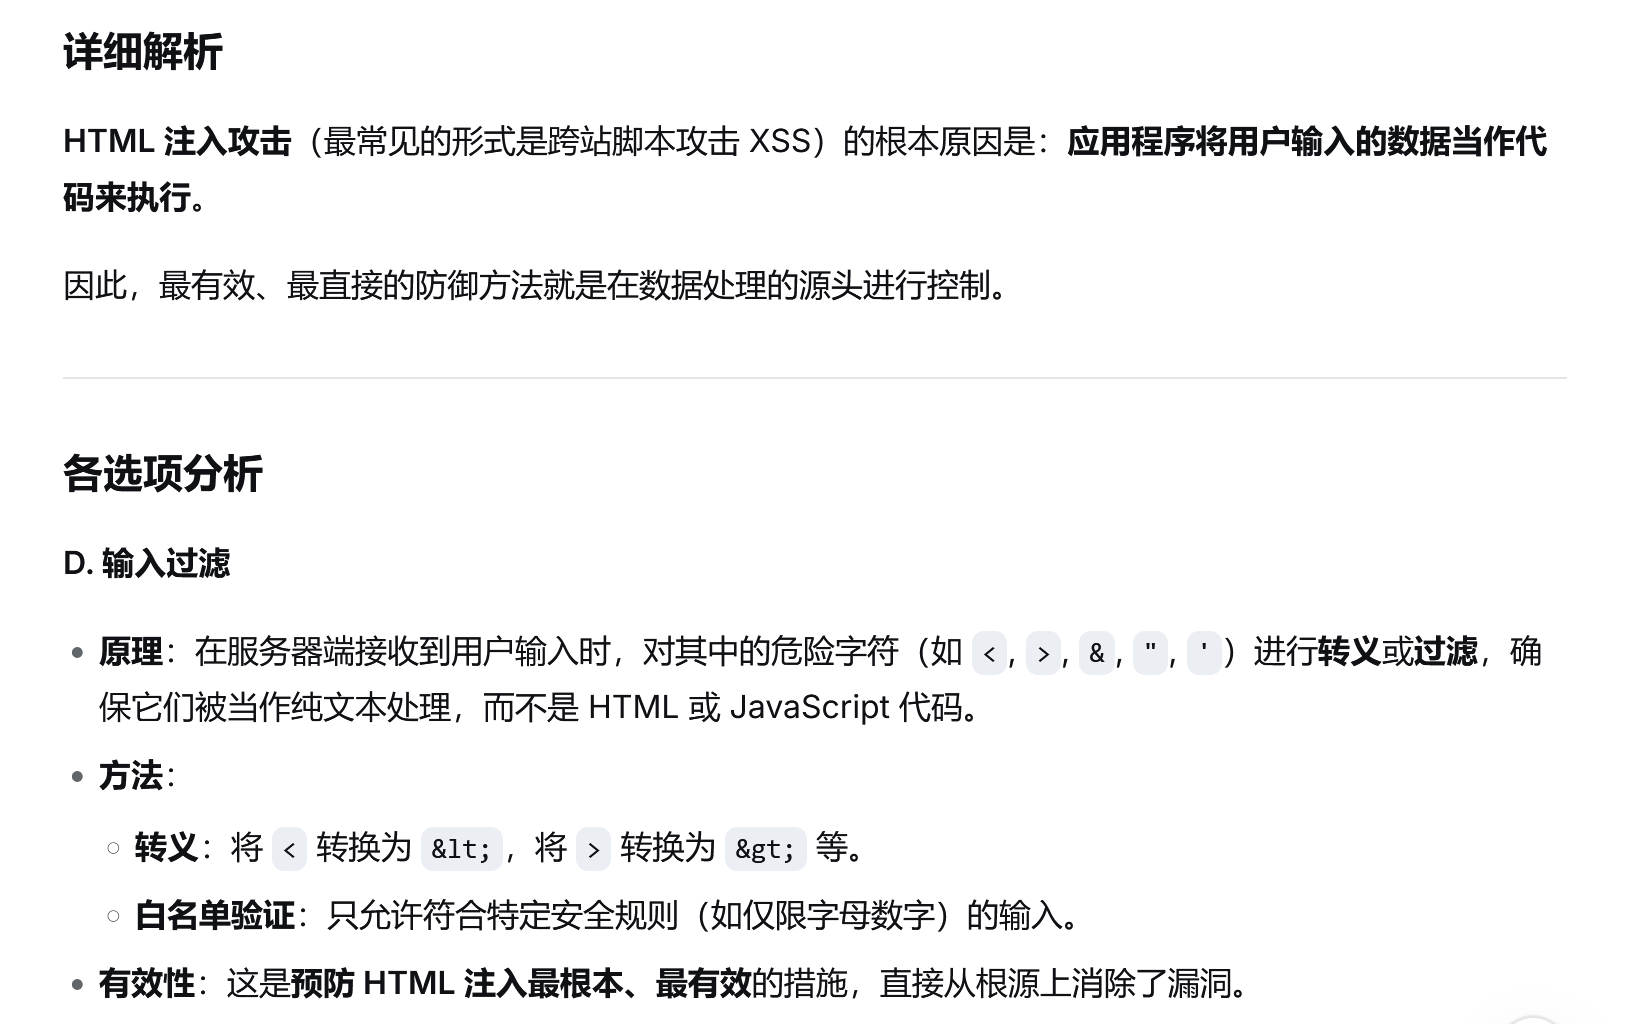 详细解析
HTML 注入攻击（最常见的形式是跨站脚本攻击 XSS）的根本原因是：应用程序将用户输入的数据当作代
码来执行。
因此，最有效、最直接的防御方法就是在数据处理的源头进行控制。
各选项分析
D. 输入过滤
原理：在服务器端接收到用户输入时，对其中的危险字符（如 <, >, &, ", '）进行转义或过滤，确
保它们被当作纯文本处理，而不是 HTML 或 JavaScript 代码。
方法：
转义：将 < 转换为 &lt;，将 > 转换为 &gt; 等。
白名单验证：只允许符合特定安全规则（如仅限字母数字）的输入。
有效性：这是预防 HTML 注入最根本、最有效的措施，直接从根源上消除了漏洞。